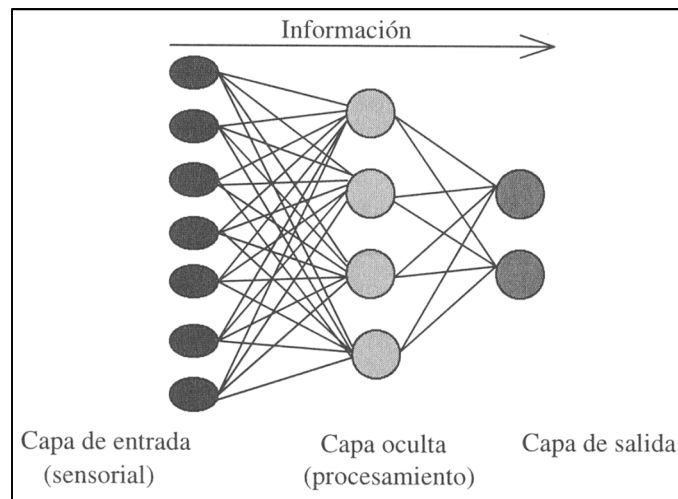 Información
Capa de entrada
(sensorial)
Capa oculta
(procesamiento)
Capa de salida